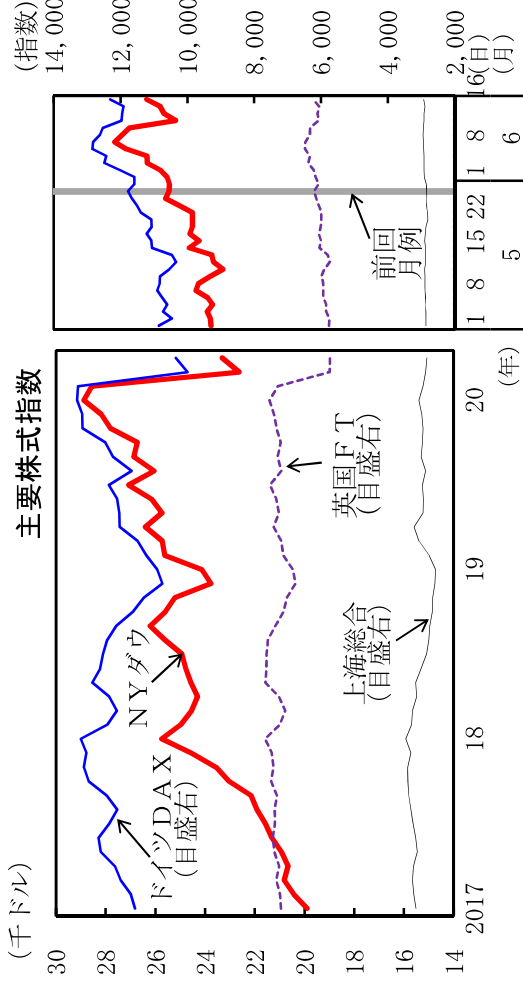 主要株式指数
(千ドル)
(指数)
30
28
26
24
22
20
18
16
14
14,000
12,000
10,000
8,000
6,000
4,000
2,000
ドイツDAX
(目盛右)
NYダウ
英国FT
(目盛右)
上海総合
(目盛右)
前回
月例
2017
18
19
20
(年)
1
8
15
22
1
8
16(日)
5
6
(月)